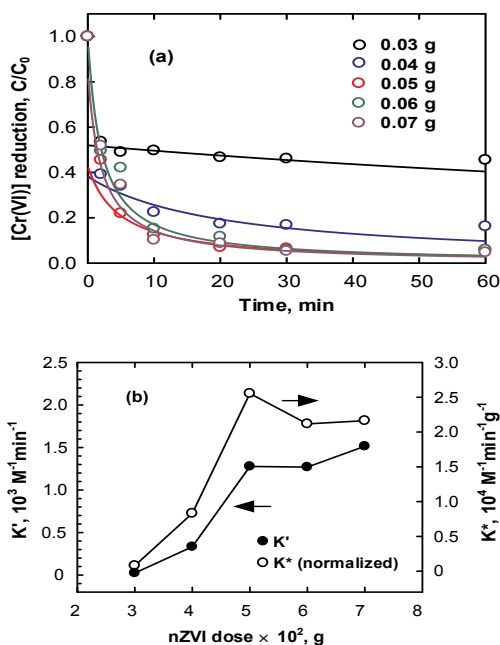 (a)
0.03 g
0.04 g
0.05 g
0.06 g
0.07 g
[Cr(VI)] reduction, C/C₀
1.0
0.8
0.6
0.4
0.2
0.0
0 10 20 30 40 50 60
Time, min
(b)
K', 10³ M⁻¹min⁻¹
2.5
2.0
1.5
1.0
0.5
0
K' 
K* (normalized)
3.0
2.5
2.0
1.5
1.0
0.5
0
K*, 10⁴ M⁻¹min⁻¹g⁻¹
2 3 4 5 6 7 8
nZVI dose × 10², g